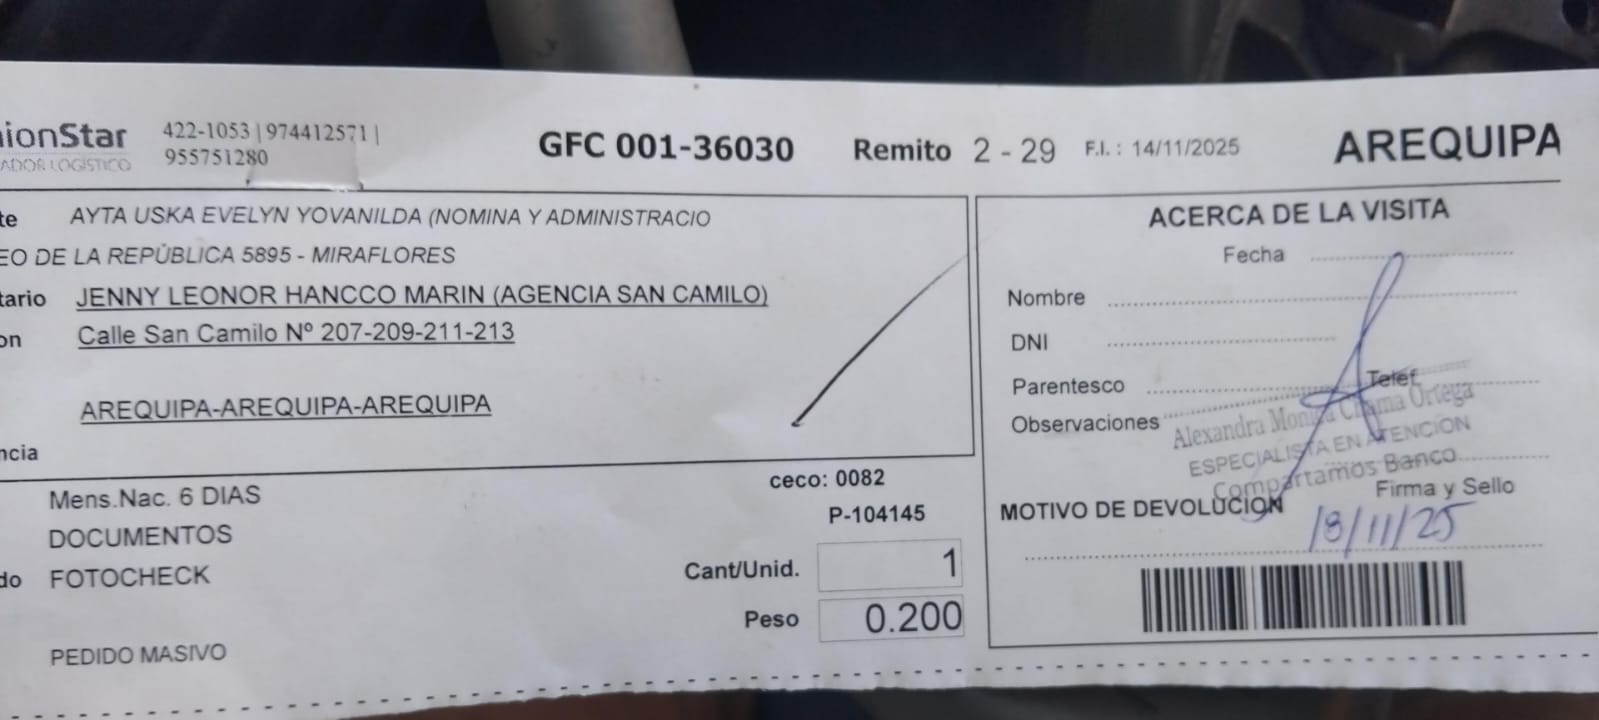 ionStar 422-1053 | 974412571 |
ADOR LOGÍSTICO 955751280
GFC 001-36030 Remito 2 - 29 F.I. : 14/11/2025 AREQUIPA
te AYTA USKA EVELYN YOVANILDA (NOMINA Y ADMINISTRACIO
EO DE LA REPÚBLICA 5895 - MIRAFLORES
tario JENNY LEONOR HANCCO MARIN (AGENCIA SAN CAMILO)
on Calle San Camilo Nº 207-209-211-213
AREQUIPA-AREQUIPA-AREQUIPA
ncia
Mens.Nac. 6 DIAS
DOCUMENTOS
do FOTOCHECK
PEDIDO MASIVO
ceco: 0082
P-104145
Cant/Unid. 1
Peso 0.200
ACERCA DE LA VISITA
Fecha
Nombre
DNI
Parentesco Telef
Observaciones
Alexandra Monica Chama Ortega
ESPECIALISTA EN ATENCION
Compartamos Banco
Firma y Sello
MOTIVO DE DEVOLUCION
18/11/25